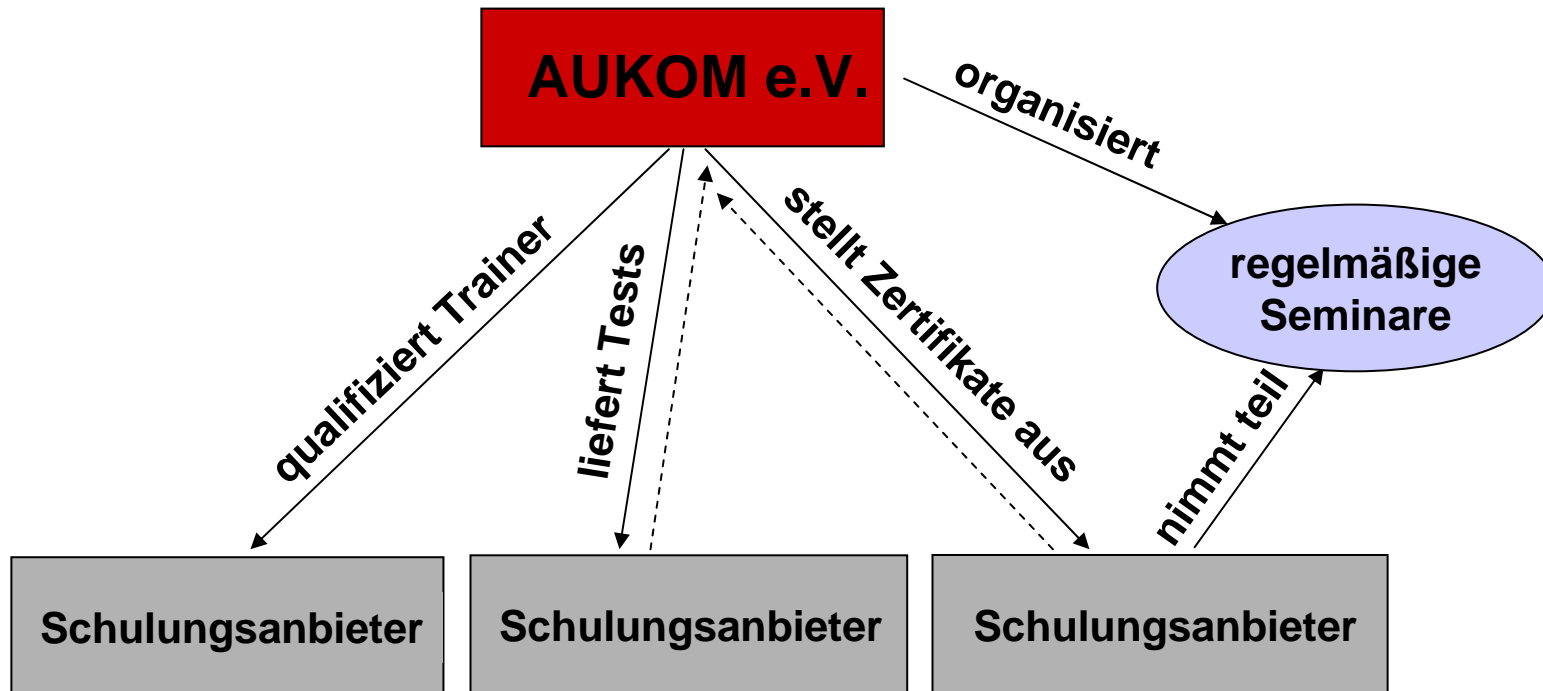 AUKOM e.V.
organisiert
qualifiziert Trainer
liefert Tests
stellt Zertifikate aus
regelmäßige
Seminare
nimmt teil
Schulungsanbieter
Schulungsanbieter
Schulungsanbieter